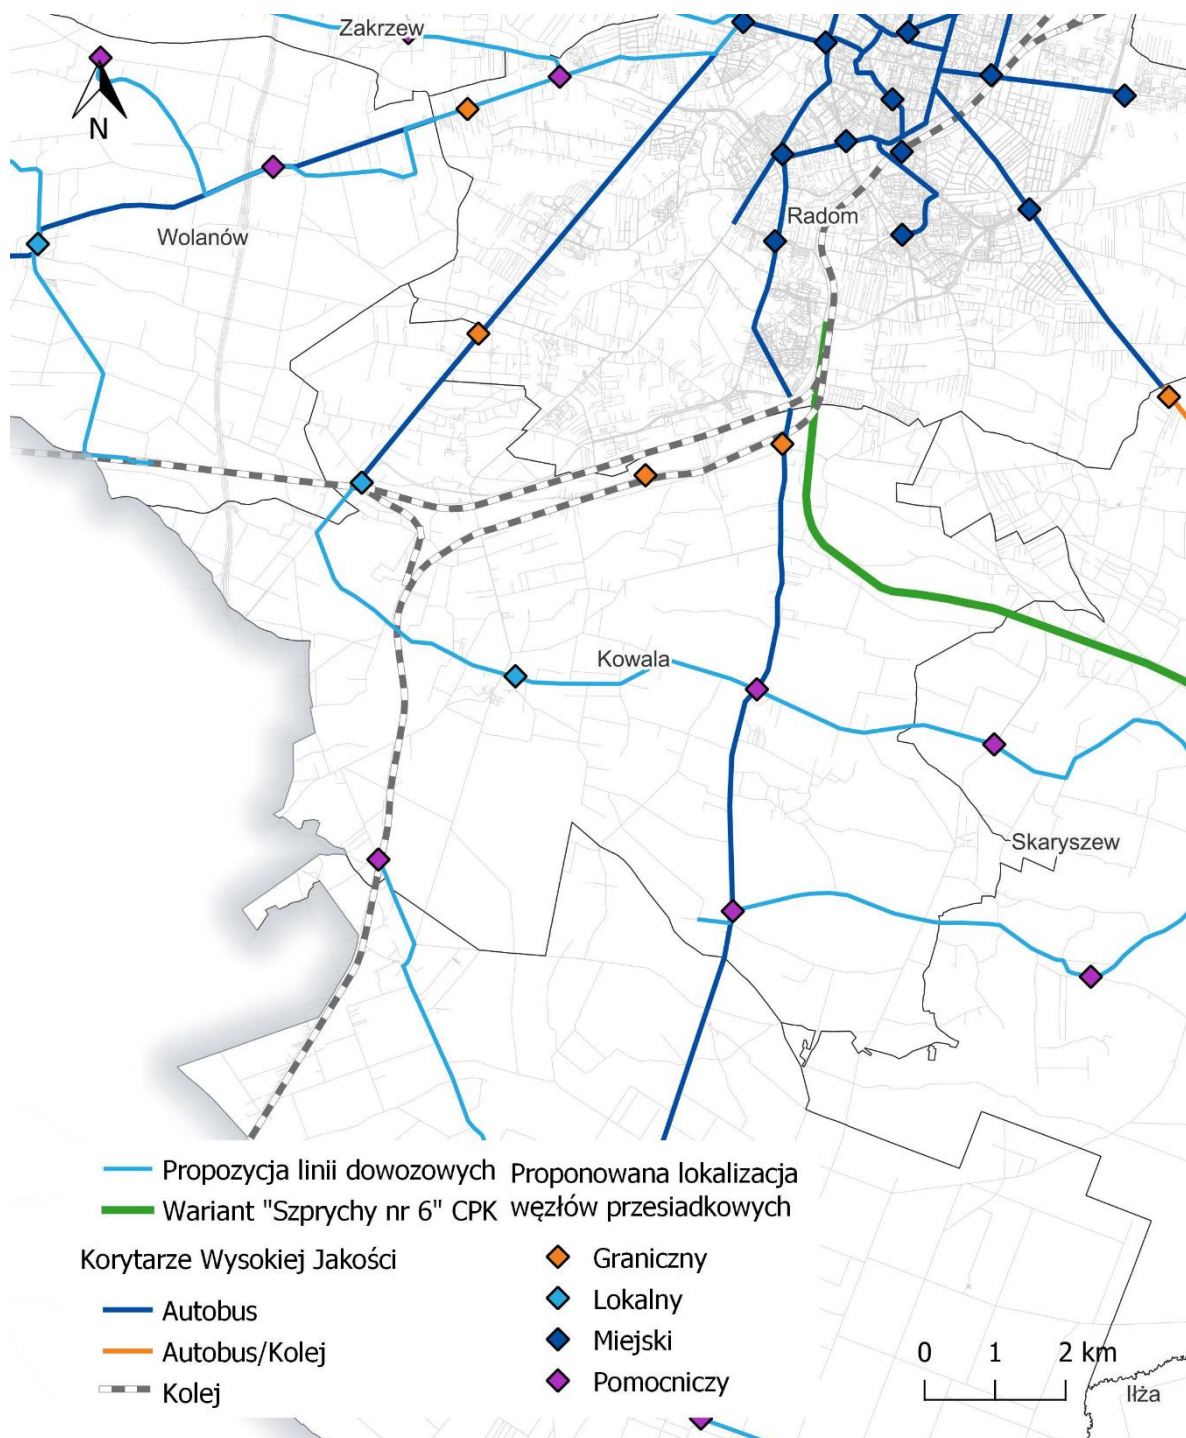 Zakrzew
N
Wolanów
Radom
Kowala
Skaryszew
Propozycja linii dowozowych
Wariant "Szprychy nr 6" CPK
Korytarze Wysokiej Jakości
Autobus
Autobus/Kolej
Kolej
Proponowana lokalizacja
węzłów przesiadkowych
Graniczny
Lokalny
Miejski
Pomocniczy
0 1 2 km
Iłża